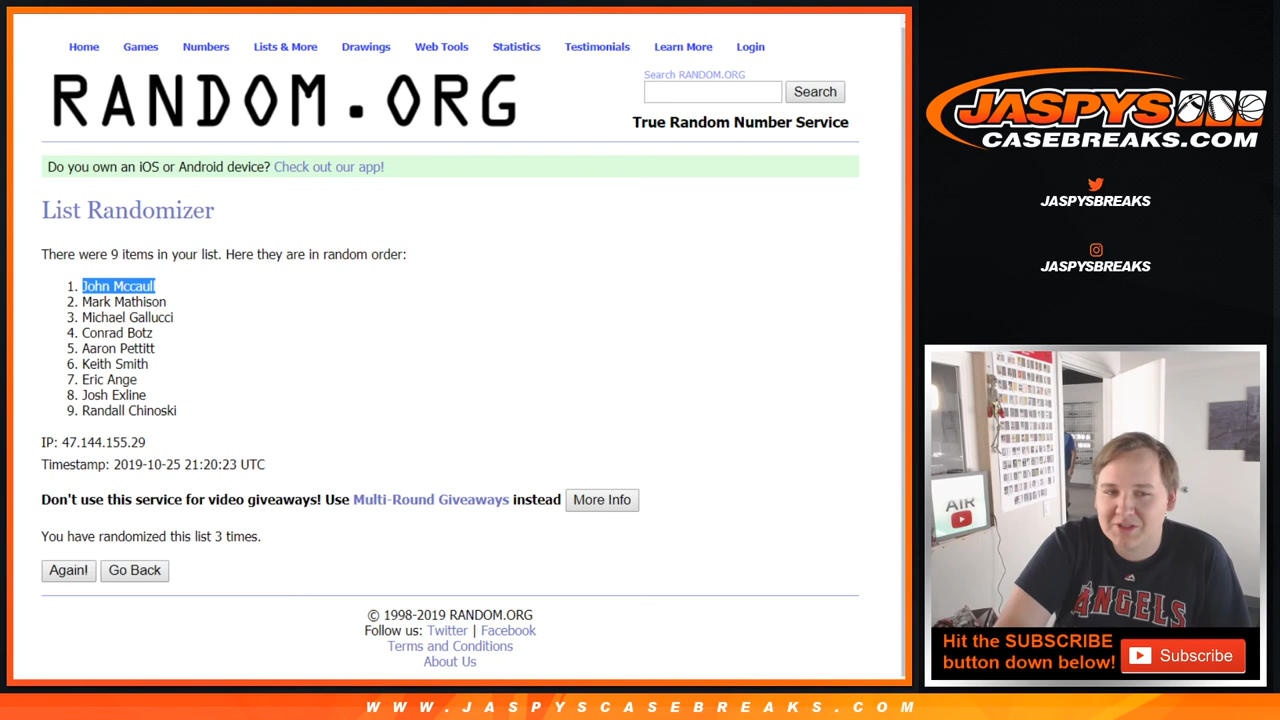 Home Games Numbers Lists & More Drawings Web Tools Statistics Testimonials Learn More Login
RANDOM.ORG
Search RANDOM.ORG
Search
True Random Number Service
Do you own an iOS or Android device? Check out our app!
List Randomizer
There were 9 items in your list. Here they are in random order:
1. John Mccaull
2. Mark Mathison
3. Michael Gallucci
4. Conrad Botz
5. Aaron Pettitt
6. Keith Smith
7. Eric Ange
8. Josh Exline
9. Randall Chinoski
IP: 47.144.155.29
Timestamp: 2019-10-25 21:20:23 UTC
Don't use this service for video giveaways! Use Multi-Round Giveaways instead More Info
You have randomized this list 3 times.
Again! Go Back
© 1998-2019 RANDOM.ORG
Follow us: Twitter | Facebook
Terms and Conditions
About Us
JASPYS
CASEBREAKS.COM
JASPYSBREAKS
JASPYSBREAKS
AIR
ANGELS
Hit the SUBSCRIBE
button down below!
Subscribe
WWW.JASPYSCASEBREAKS.COM